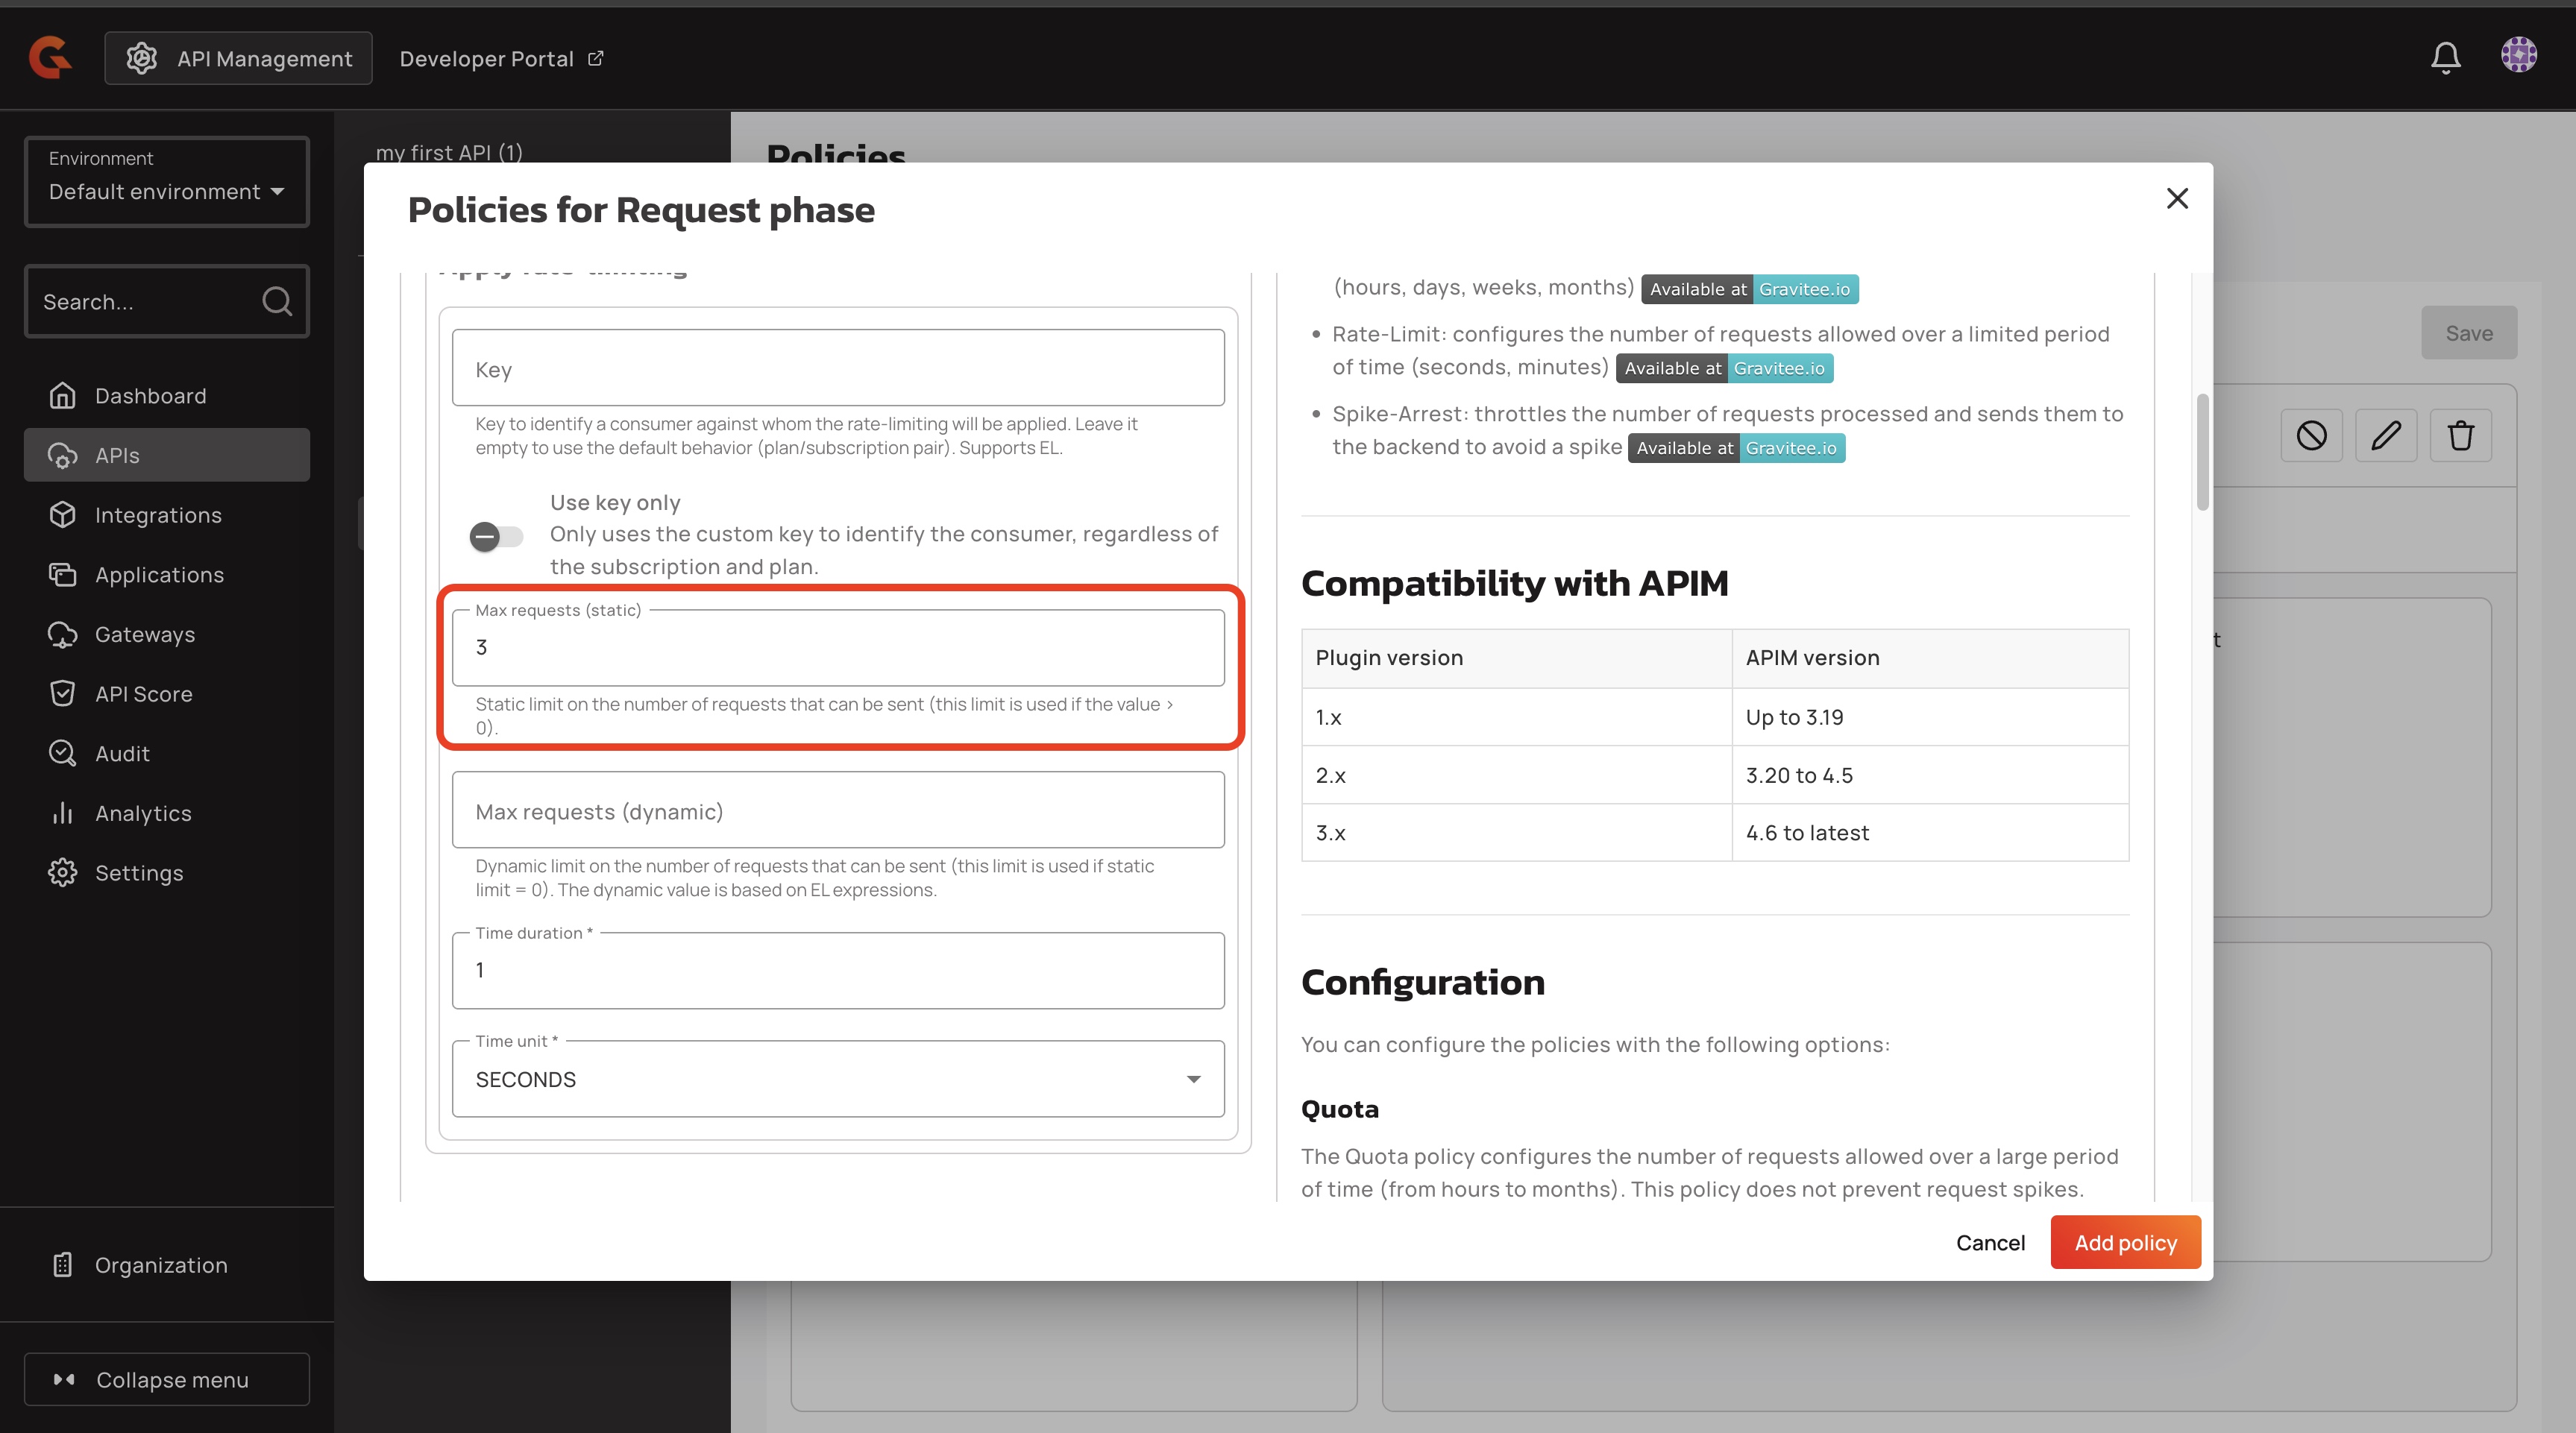 API Management
Developer Portal
Environment
Default environment
Search...
Dashboard
APIs
Integrations
Applications
Gateways
API Score
Audit
Analytics
Settings
Organization
Collapse menu
my first API (1)
Policies
Save
Policies for Request phase
Apply rate-limiting
Key
Key to identify a consumer against whom the rate-limiting will be applied. Leave it
empty to use the default behavior (plan/subscription pair). Supports EL.
Use key only
Only uses the custom key to identify the consumer, regardless of
the subscription and plan.
Max requests (static)
3
Static limit on the number of requests that can be sent (this limit is used if the value >
0).
Max requests (dynamic)
Dynamic limit on the number of requests that can be sent (this limit is used if static
limit = 0). The dynamic value is based on EL expressions.
Time duration *
1
Time unit *
SECONDS
(hours, days, weeks, months) Available at Gravitee.io
• Rate-Limit: configures the number of requests allowed over a limited period
of time (seconds, minutes) Available at Gravitee.io
• Spike-Arrest: throttles the number of requests processed and sends them to
the backend to avoid a spike Available at Gravitee.io
Compatibility with APIM
Plugin version APIM version
1.x Up to 3.19
2.x 3.20 to 4.5
3.x 4.6 to latest
Configuration
You can configure the policies with the following options:
Quota
The Quota policy configures the number of requests allowed over a large period
of time (from hours to months). This policy does not prevent request spikes.
Cancel
Add policy